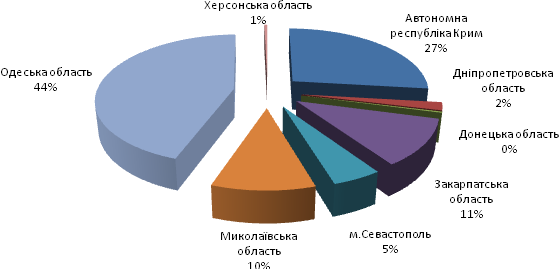 Херсонська область
1%
Автономна
республіка Крим
27%
Одеська область
44%
Дніпропетровська
область
2%
Донецька область
0%
Закарпатська
область
11%
м.Севастополь
5%
Миколаївська
область
10%